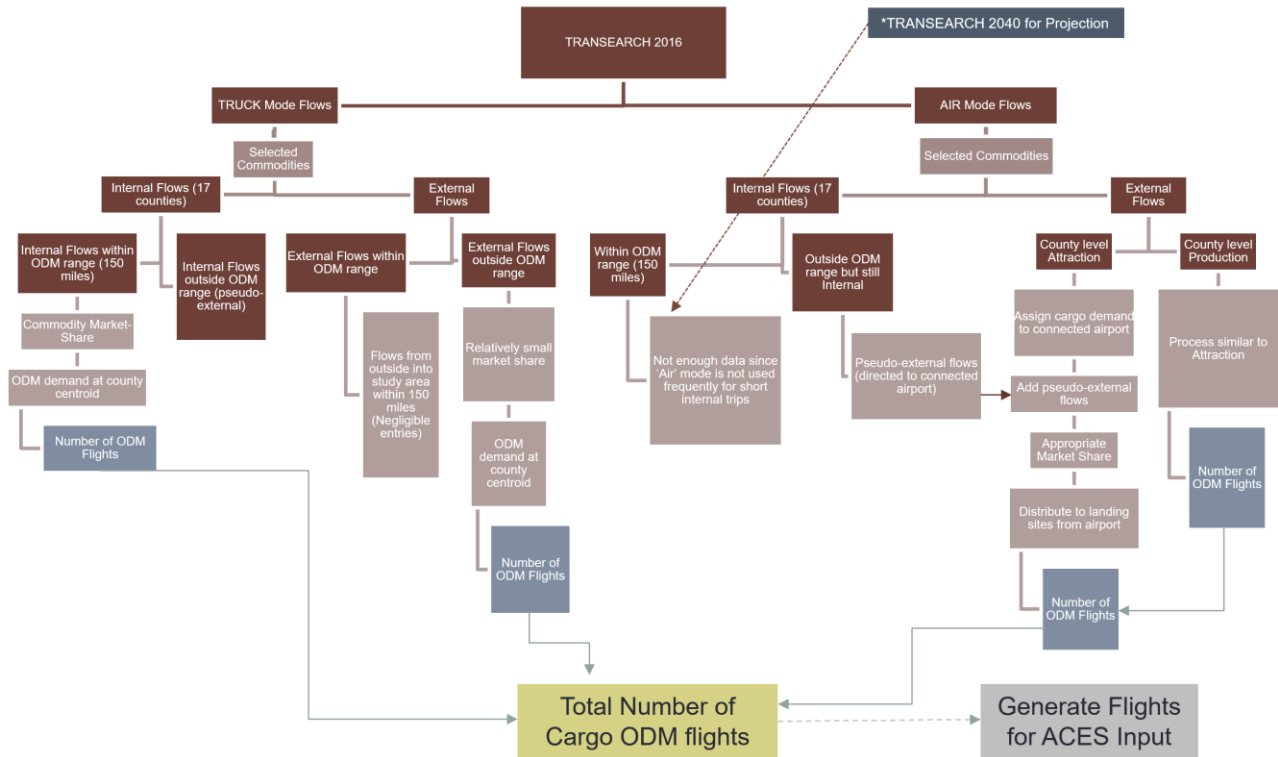 TRANSEARCH 2016
*TRANSEARCH 2040 for Projection
TRUCK Mode Flows
AIR Mode Flows
Selected
Commodities
Selected Commodities
Internal Flows (17
counties)
External
Flows
Internal Flows (17
counties)
External
Flows
Internal Flows within
ODM range (150
miles)
Internal Flows
outside ODM
range (pseudo-
external)
External Flows within
ODM range
External Flows
outside ODM
range
Within ODM
range (150
miles)
Outside ODM
range but still
Internal
County level
Attraction
County level
Production
Commodity Market-
Share
ODM demand at
county centroid
Number of ODM
Flights
Flows from
outside into
study area
within 150
miles
(Negligible
entries)
Relatively small
market share
ODM
demand at
county
centroid
Number of
ODM Flights
Not enough data since
'Air' mode is not used
frequently for short
internal trips
Pseudo-external flows
(directed to connected
airport)
Assign cargo demand
to connected airport
Add pseudo-external
flows
Appropriate
Market Share
Distribute to landing
sites from airport
Number of
ODM Flights
Process similar to
Attraction
Number of
ODM Flights
Total Number of
Cargo ODM flights
Generate Flights
for ACES Input